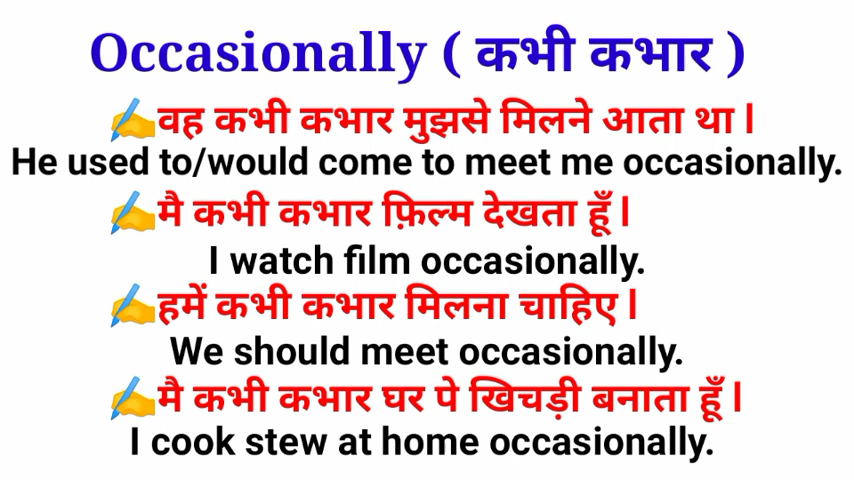 Occasionally ( कभी कभार )
✍️वह कभी कभार मुझसे मिलने आता था l
He used to/would come to meet me occasionally.
✍️मै कभी कभार फ़िल्म देखता हूँ l
I watch film occasionally.
✍️हमें कभी कभार मिलना चाहिए l
We should meet occasionally.
✍️मै कभी कभार घर पे खिचड़ी बनाता हूँ l
I cook stew at home occasionally.